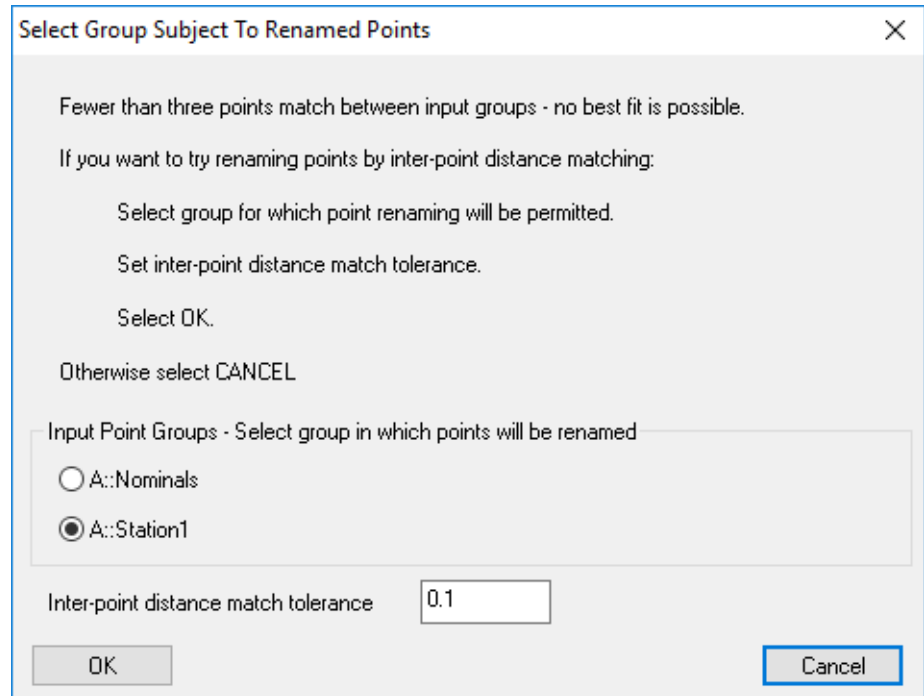 Select Group Subject To Renamed Points
Fewer than three points match between input groups - no best fit is possible.
If you want to try renaming points by inter-point distance matching:
Select group for which point renaming will be permitted.
Set inter-point distance match tolerance.
Select OK.
Otherwise select CANCEL
Input Point Groups - Select group in which points will be renamed
A::Nominals
A::Station1
Inter-point distance match tolerance 0.1
OK Cancel